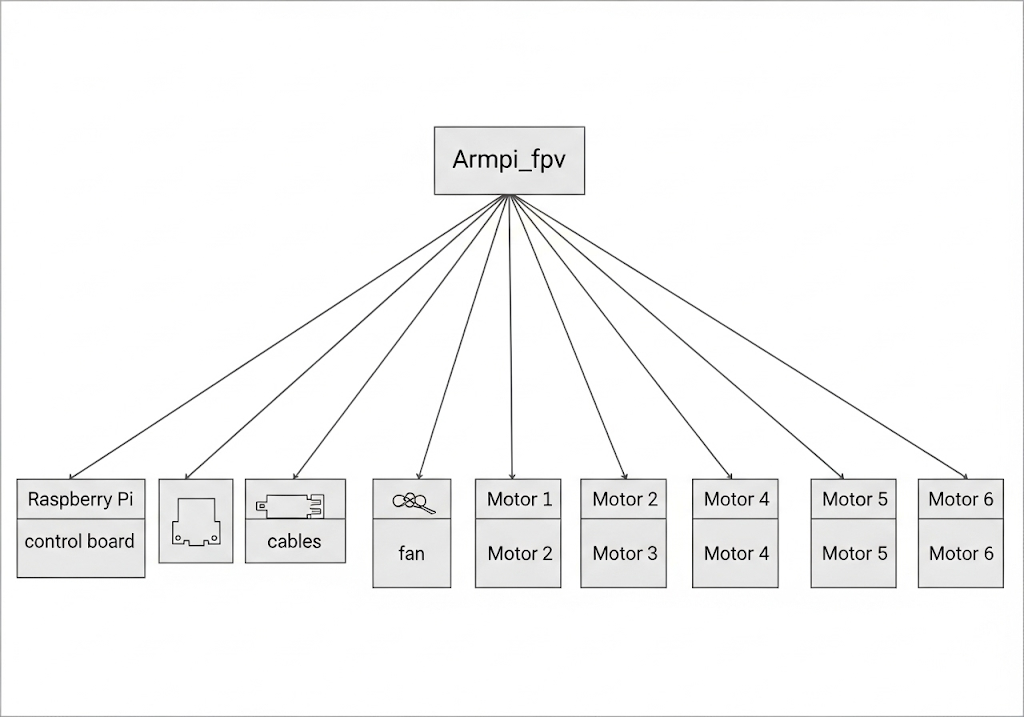 Armpi_fpv
Raspberry Pi
control board
cables
fan
Motor 1
Motor 2
Motor 2
Motor 3
Motor 4
Motor 4
Motor 5
Motor 5
Motor 6
Motor 6